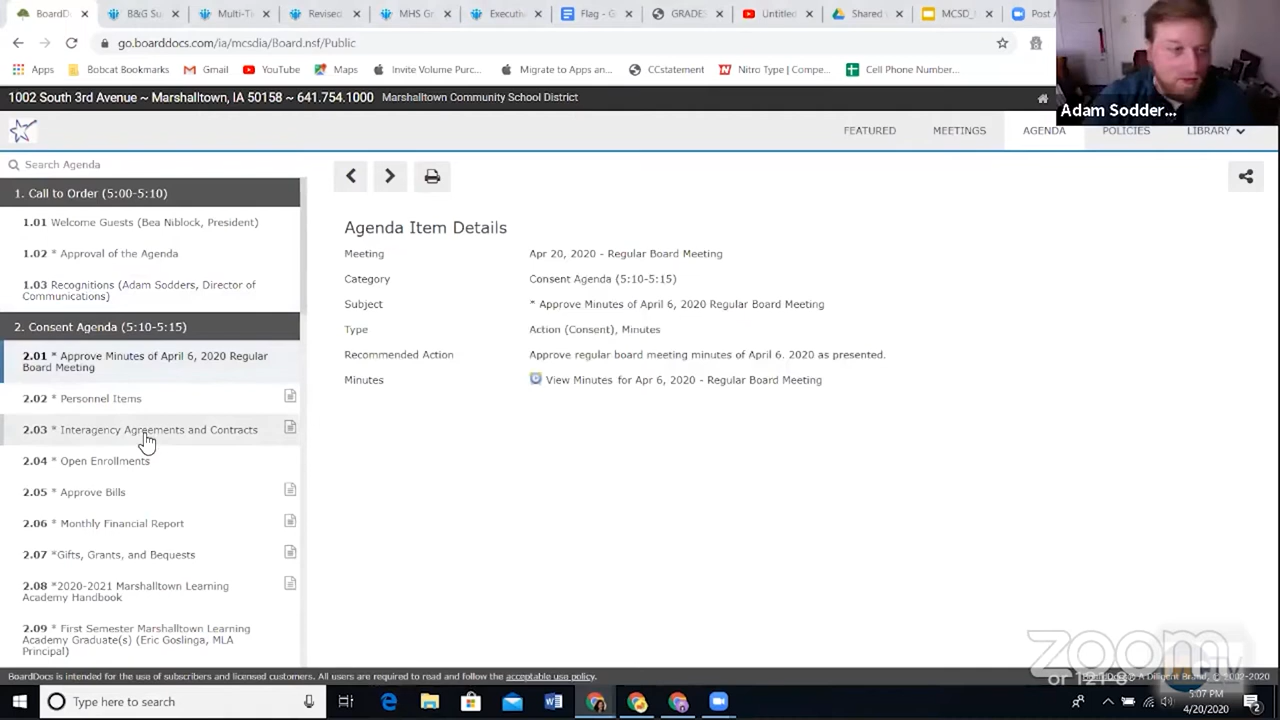 BoardD
B&G Su
Multi-Ti
Revised
MHS Gr
Executiv
Flag - G
GRADES
Untitled
Shared
MCSD_
Post A
go.boarddocs.com/ia/mcsdia/Board.nsf/Public
Apps
Bobcat Bookmarks
Gmail
YouTube
Maps
Invite Volume Purc...
Migrate to Apps an...
CCstatement
Nitro Type | Compe...
Cell Phone Number...
1002 South 3rd Avenue ~ Marshalltown, IA 50158 ~ 641.754.1000 Marshalltown Community School District
Adam Sodder...
FEATURED
MEETINGS
AGENDA
POLICIES
LIBRARY
Search Agenda
1. Call to Order (5:00-5:10)
1.01 Welcome Guests (Bea Niblock, President)
1.02 * Approval of the Agenda
1.03 Recognitions (Adam Sodders, Director of
Communications)
2. Consent Agenda (5:10-5:15)
2.01 * Approve Minutes of April 6, 2020 Regular
Board Meeting
2.02 * Personnel Items
2.03 * Interagency Agreements and Contracts
2.04 * Open Enrollments
2.05 * Approve Bills
2.06 * Monthly Financial Report
2.07 *Gifts, Grants, and Bequests
2.08 *2020-2021 Marshalltown Learning
Academy Handbook
2.09 * First Semester Marshalltown Learning
Academy Graduate(s) (Eric Goslinga, MLA
Principal)
Agenda Item Details
Meeting Apr 20, 2020 - Regular Board Meeting
Category Consent Agenda (5:10-5:15)
Subject * Approve Minutes of April 6, 2020 Regular Board Meeting
Type Action (Consent), Minutes
Recommended Action Approve regular board meeting minutes of April 6. 2020 as presented.
Minutes View Minutes for Apr 6, 2020 - Regular Board Meeting
zoom
BoardDocs is intended for the use of subscribers and licensed customers. All users are required to read and follow the acceptable use policy.
BoardDocs, A Diligent Brand, © 2002-2020
Type here to search
5:07 PM
4/20/2020
2